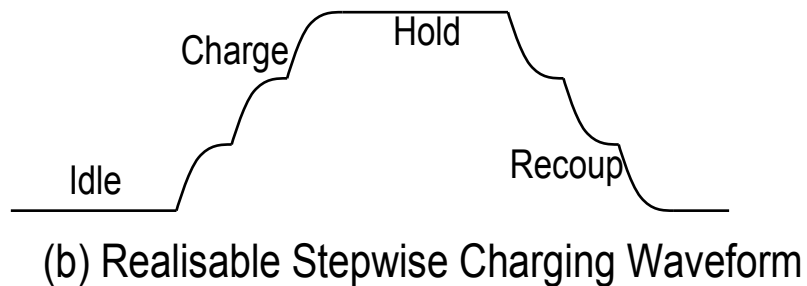 Charge
Hold
Idle
Recoup
(b) Realisable Stepwise Charging Waveform